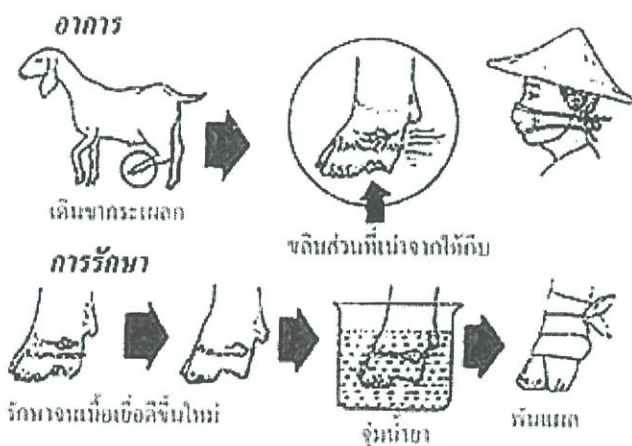 อาการ
เดินขากระเผลก
ขลิบส่วนที่เน่าจากใต้กีบ
การรักษา
รักษาจนเนื้อเยื่อดีขึ้นใหม่
จุ่มน้ำยา
พันแผล